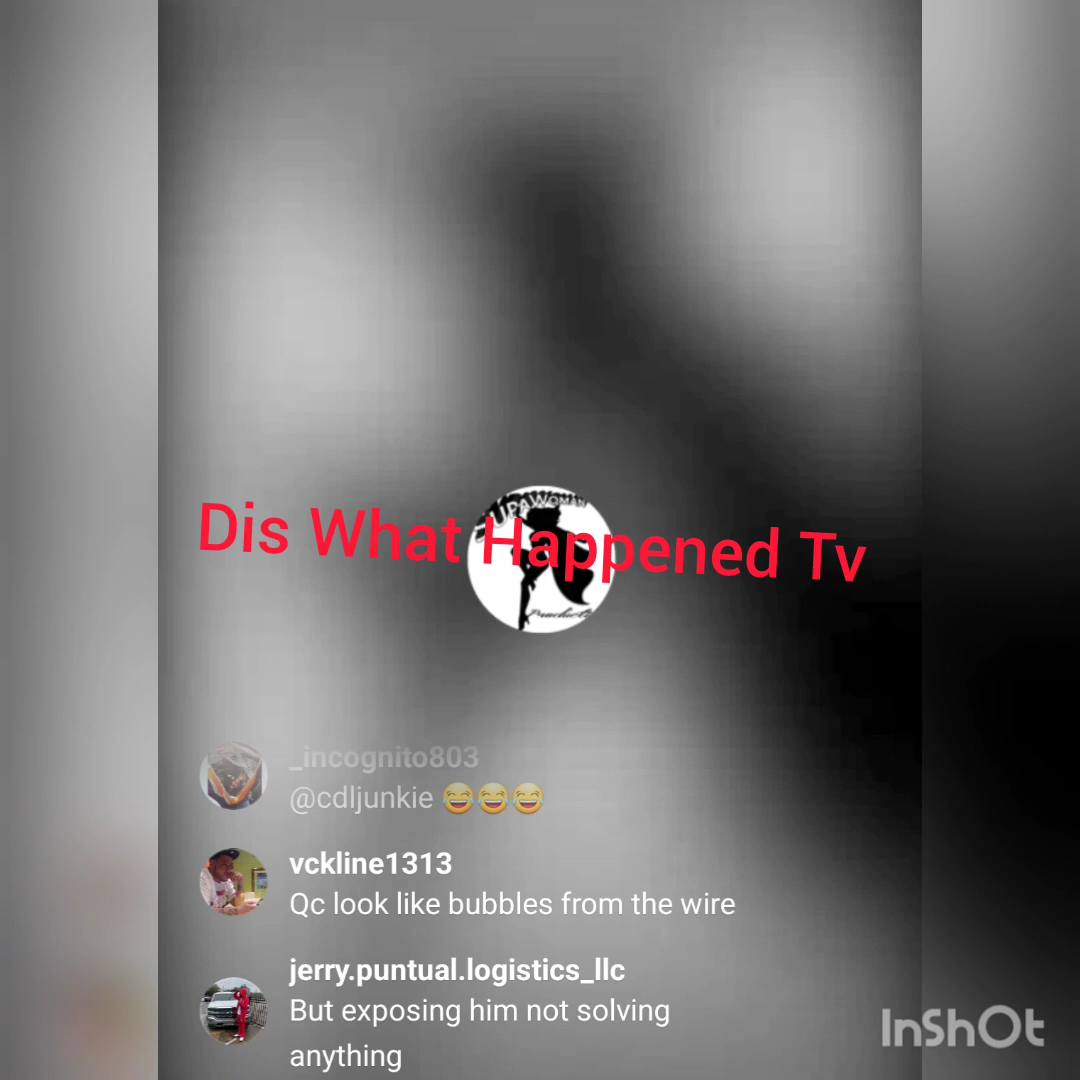 SUPAWOMAN
Dis What Happened Tv
_incognito803
@cdljunkie 😂😂😂
vckline1313
Qc look like bubbles from the wire
jerry.puntual.logistics_llc
But exposing him not solving
anything
InShOt